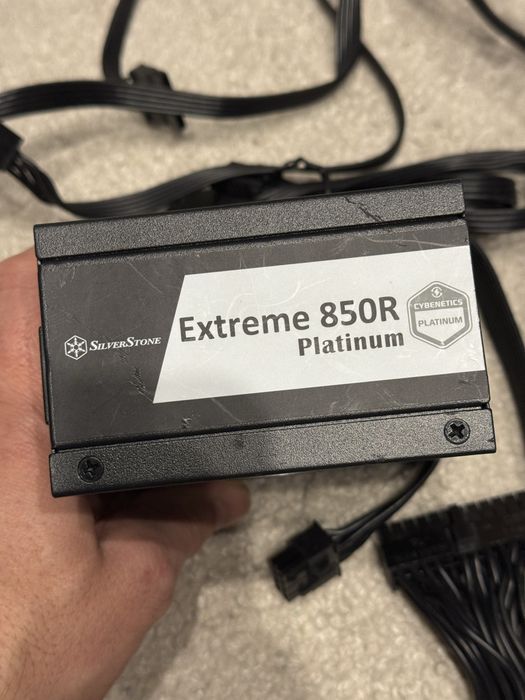 SILVERSTONE
Extreme 850R
Platinum
CYBENETICS
PLATINUM